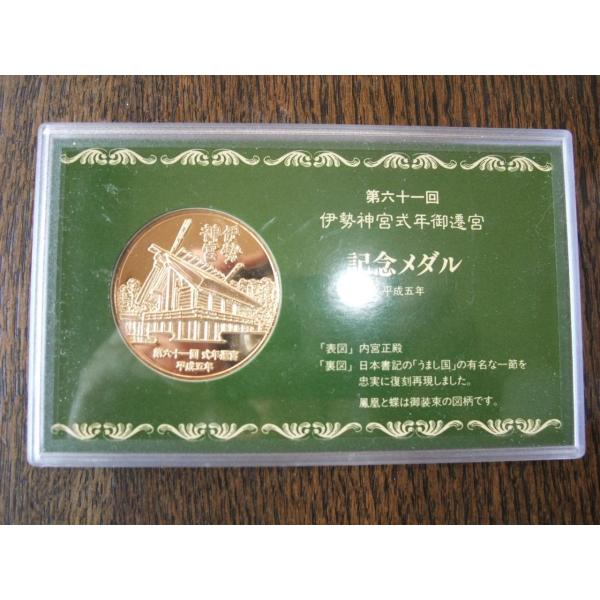 伊勢
神宮
第六十一回 式年遷宮
平成五年
第六十一回
伊勢神宮式年御遷宮
記念メダル
平成五年
「表図」内宮正殿
「裏図」日本書記の「うまし国」の有名な一節を
忠実に復刻再現しました。
鳳凰と蝶は御装束の図柄です。